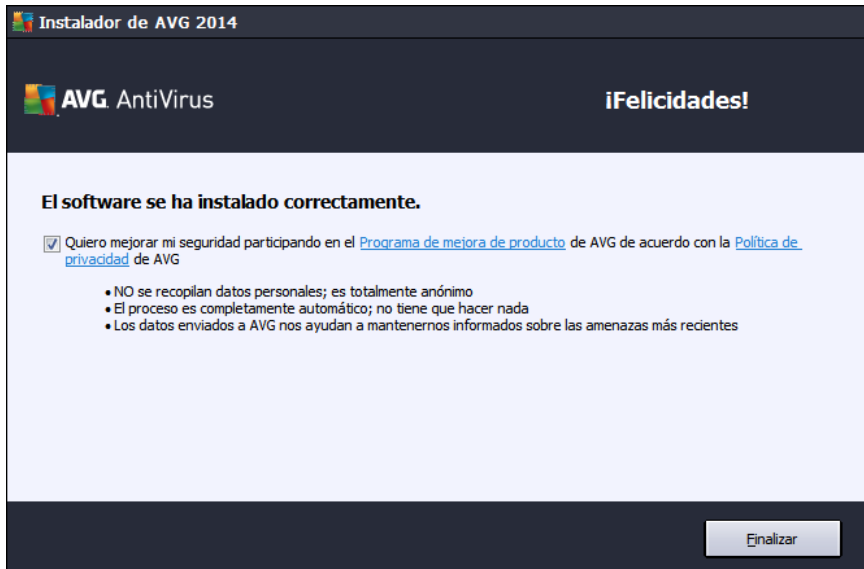 Instalador de AVG 2014
AVG. AntiVirus
¡Felicidades!
El software se ha instalado correctamente.
Quiero mejorar mi seguridad participando en el Programa de mejora de producto de AVG de acuerdo con la Política de
privacidad de AVG
• NO se recopilan datos personales; es totalmente anónimo
• El proceso es completamente automático; no tiene que hacer nada
• Los datos enviados a AVG nos ayudan a mantenernos informados sobre las amenazas más recientes
Finalizar